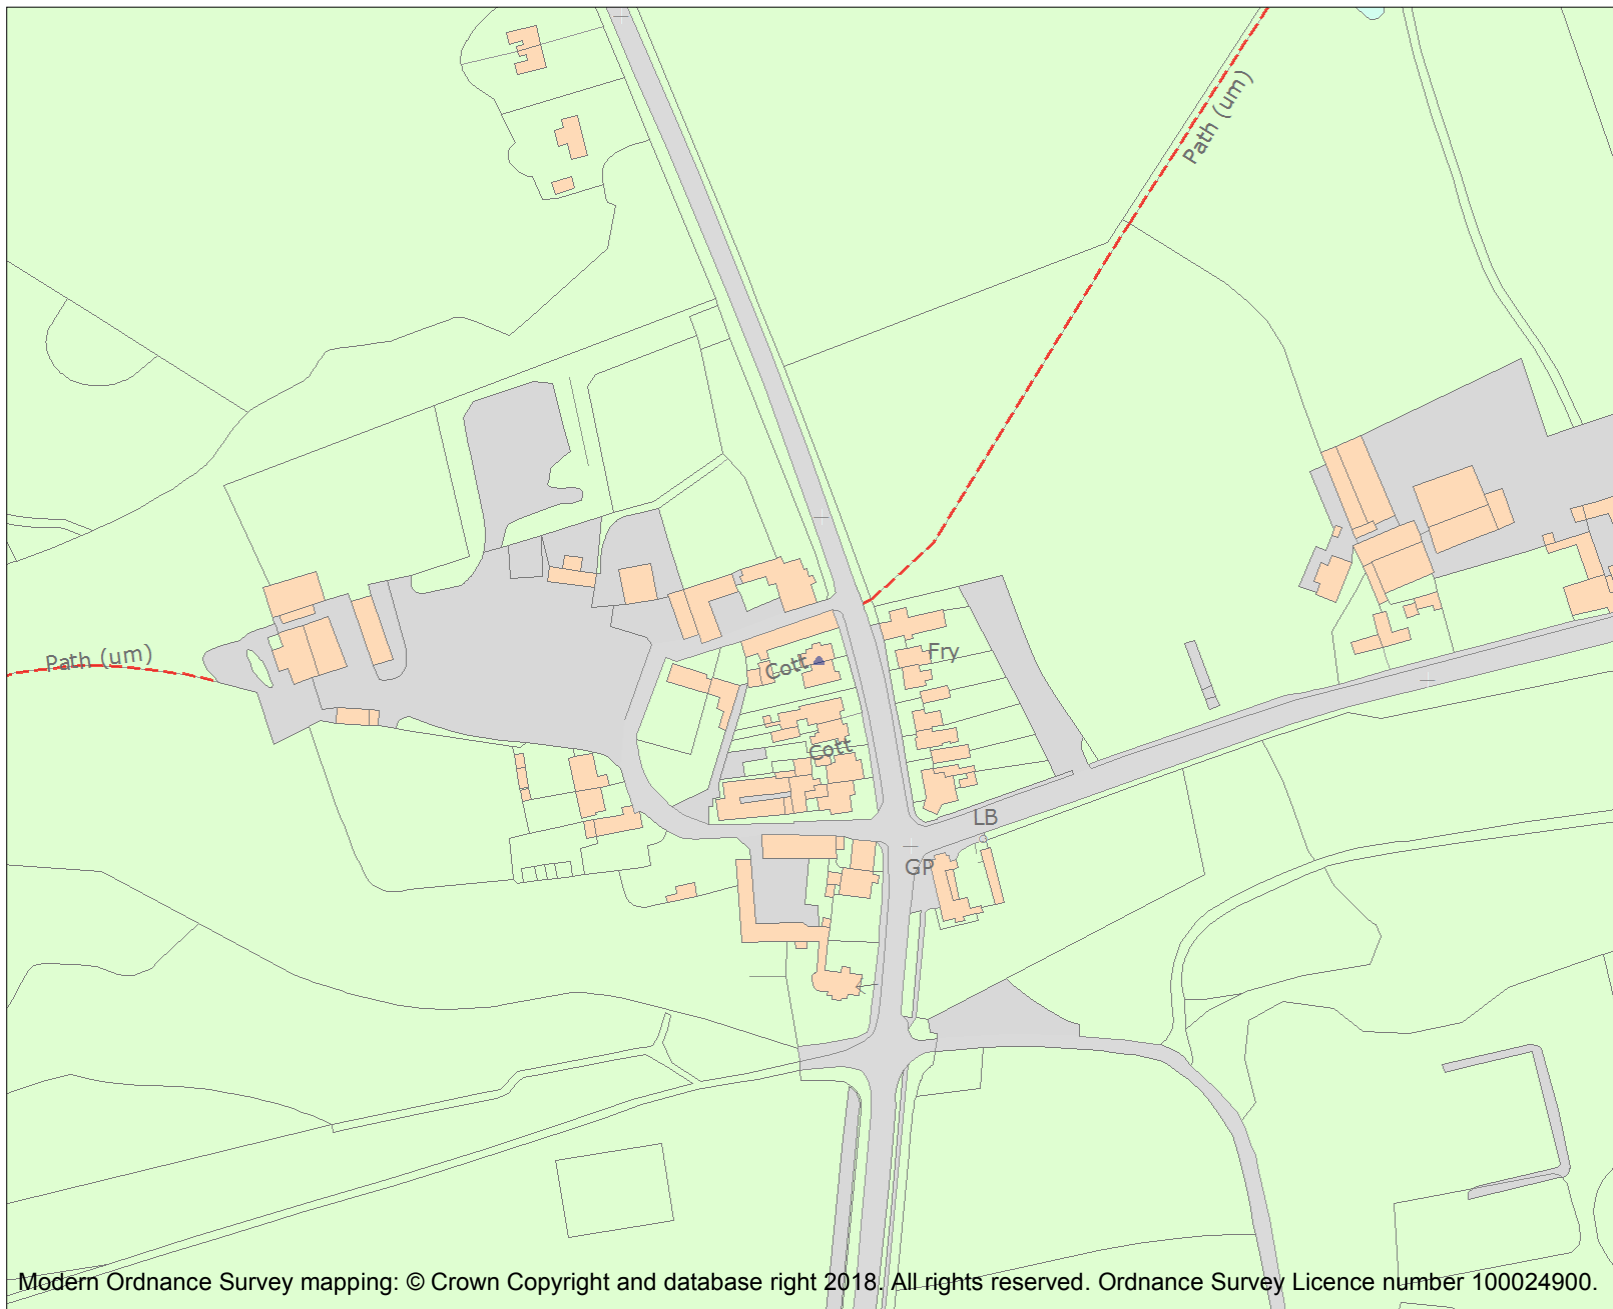 Path (um)
Path (um)
Fry
Cott
Cott
LB
GP
Modern Ordnance Survey mapping: © Crown Copyright and database right 2018. All rights reserved. Ordnance Survey Licence number 100024900.